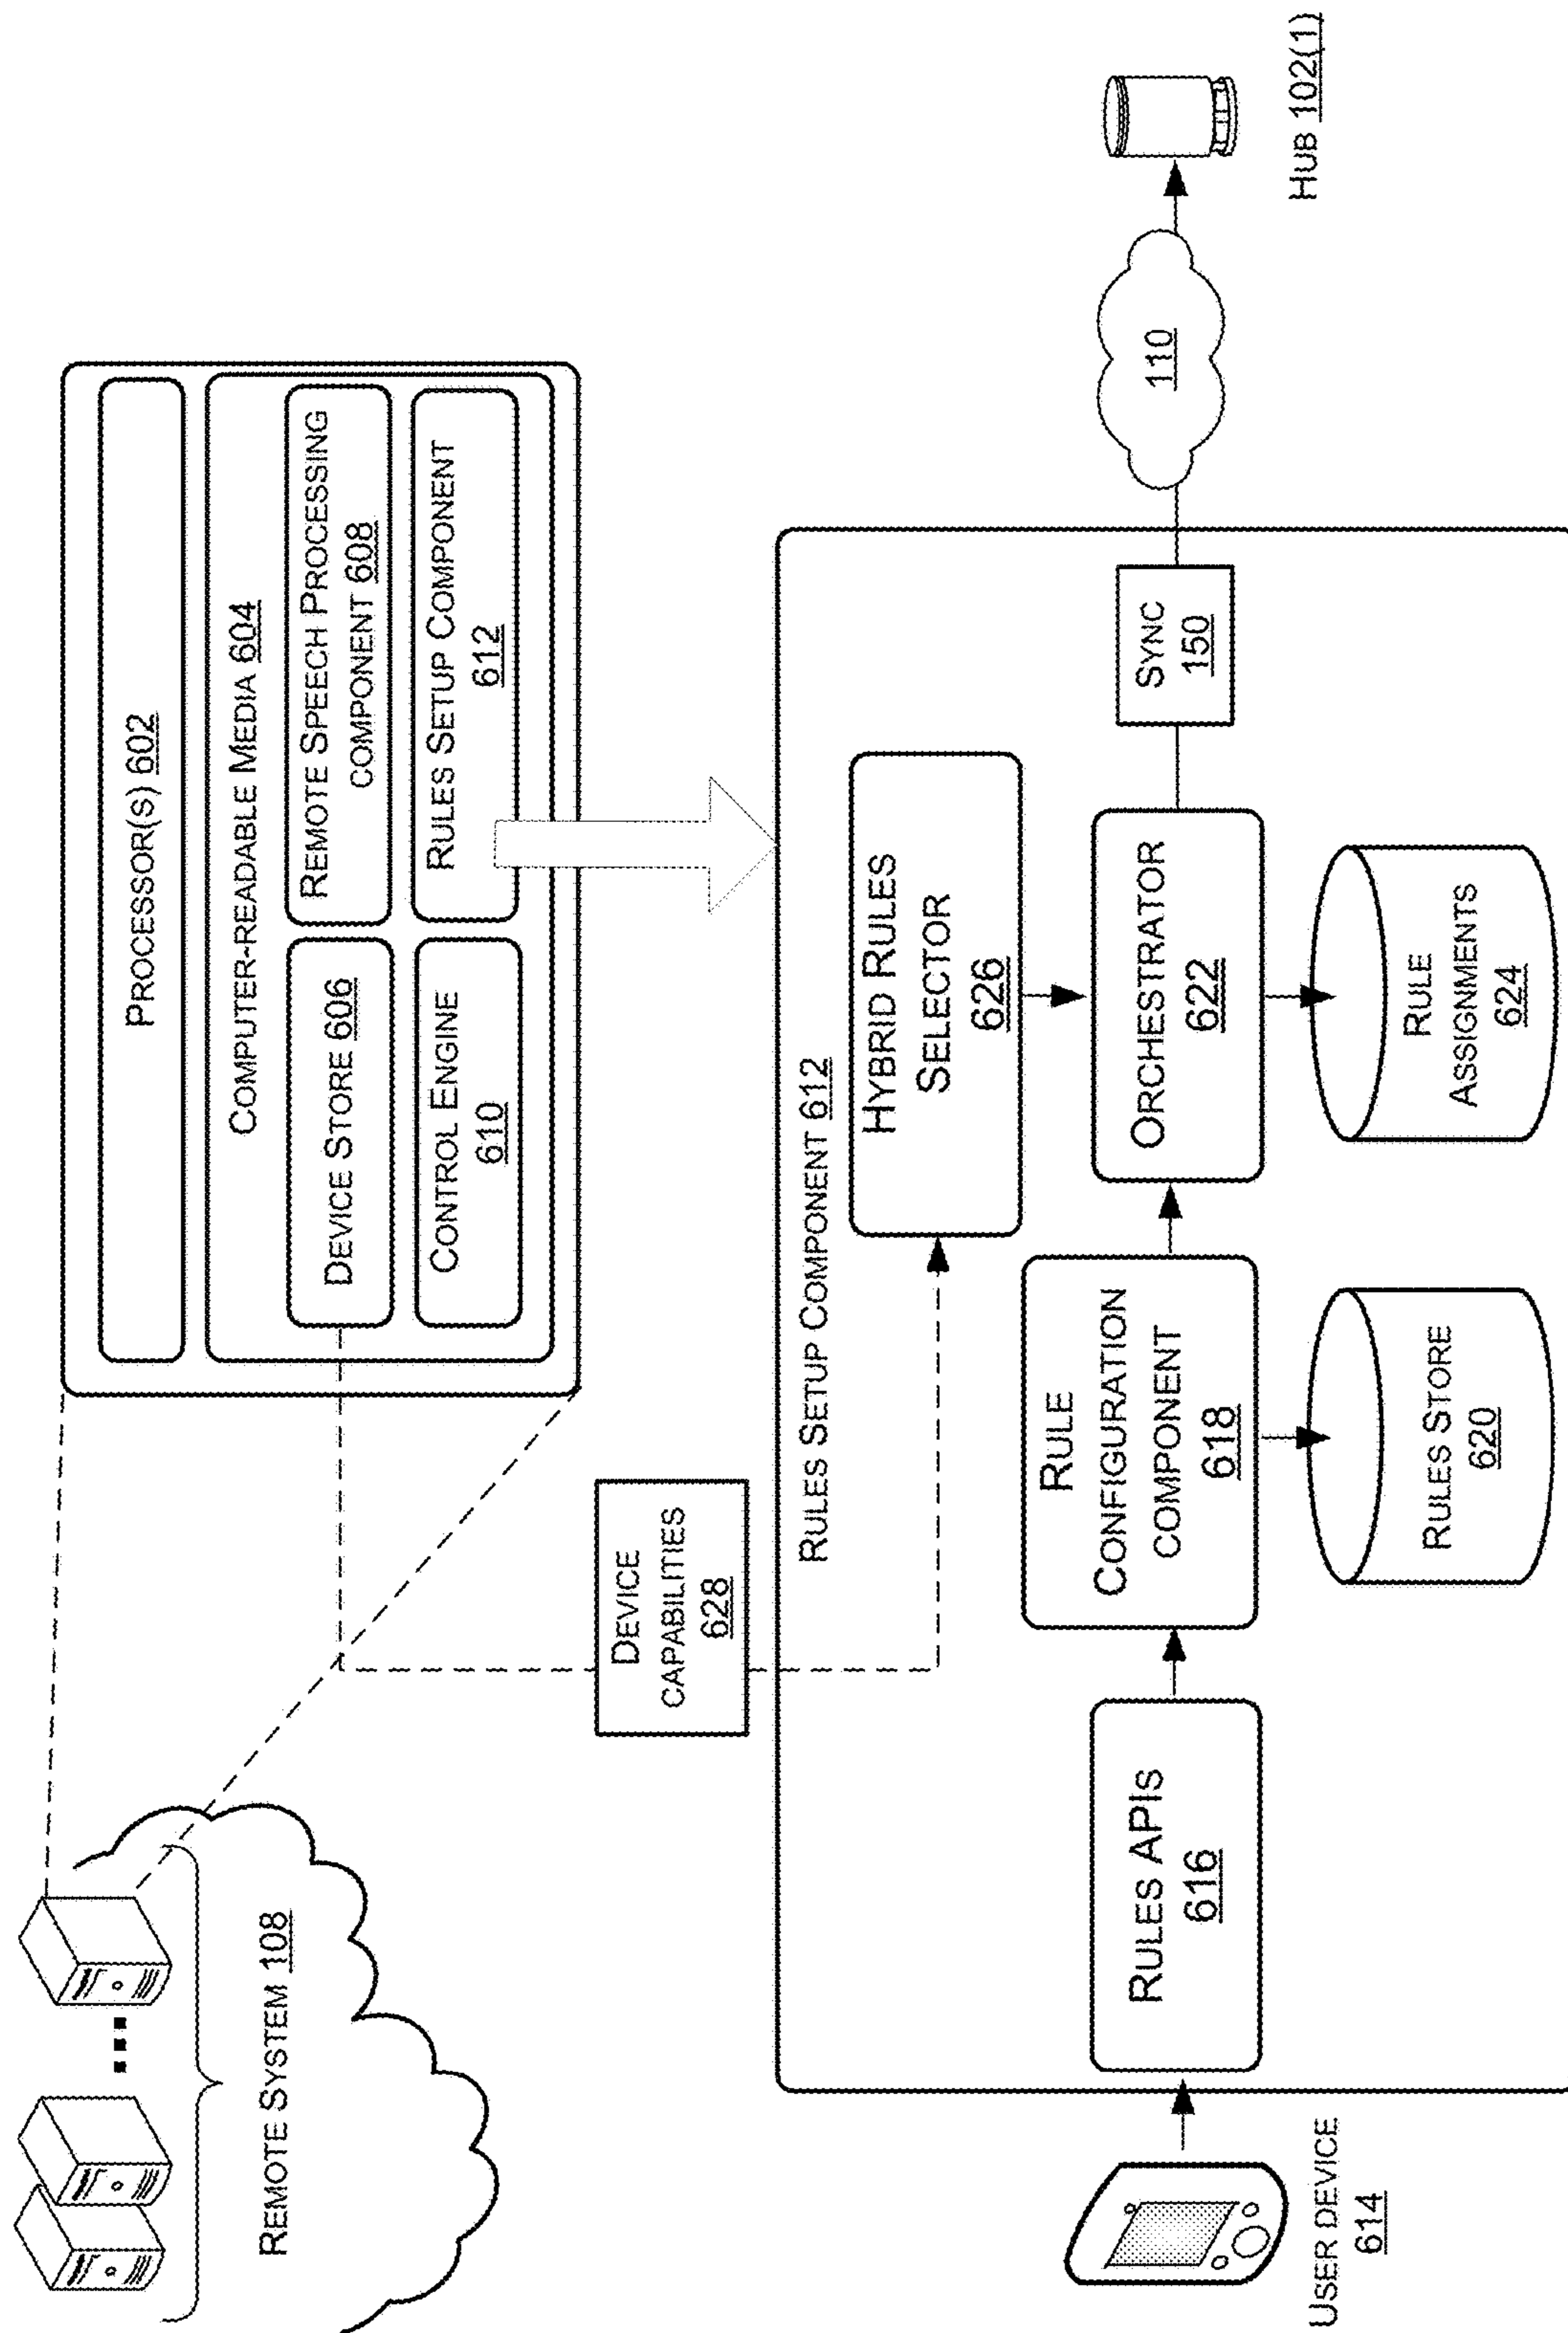 PROCESSOR(S) 602
COMPUTER-READABLE MEDIA 604
DEVICE STORE 606
REMOTE SPEECH PROCESSING
COMPONENT 608
CONTROL ENGINE
610
RULES SETUP COMPONENT
612
REMOTE SYSTEM 108
DEVICE
CAPABILITIES
628
RULES SETUP COMPONENT 612
HYBRID RULES
SELECTOR
626
USER DEVICE
614
RULES APIS
616
RULE
CONFIGURATION
COMPONENT
618
ORCHESTRATOR
622
SYNC
150
110
HUB 102(1)
RULES STORE
620
RULE
ASSIGNMENTS
624